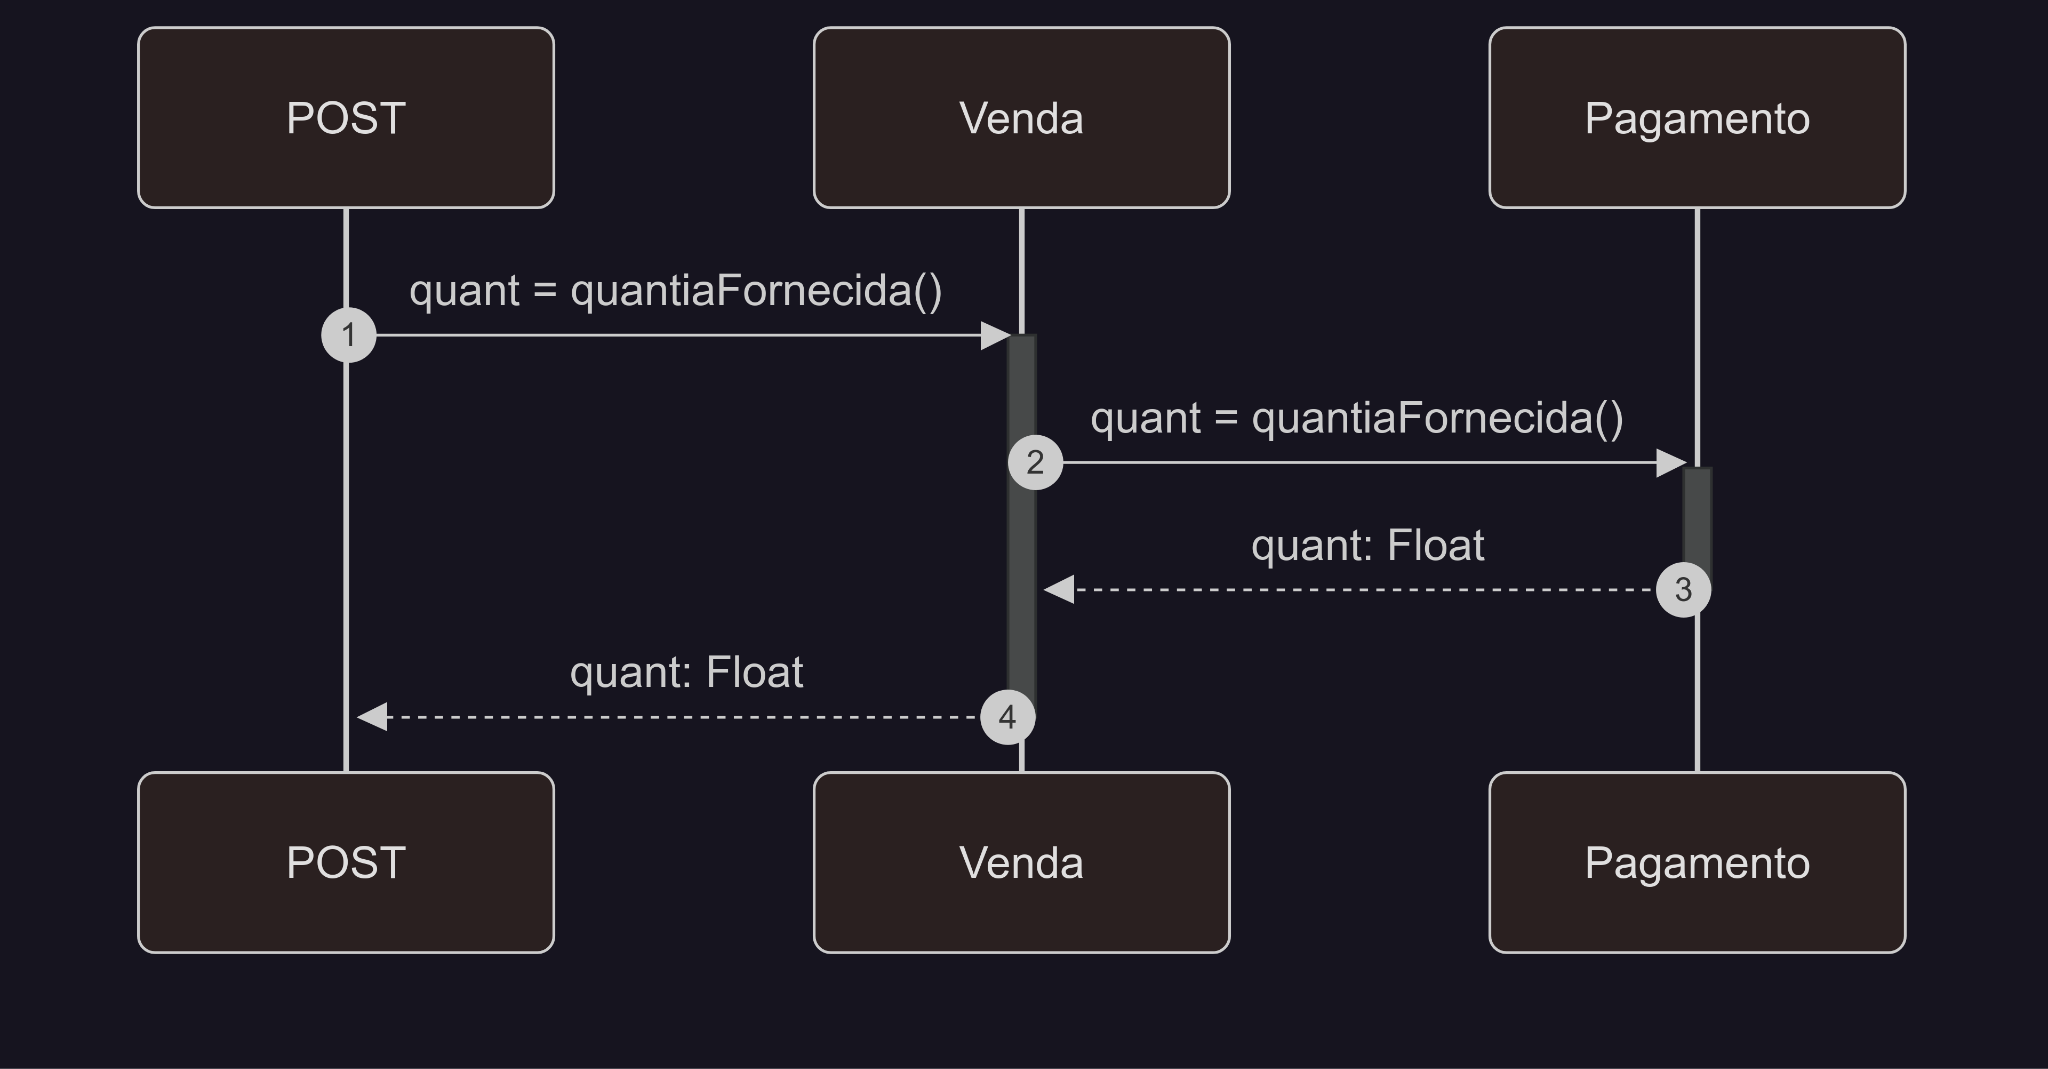 POST
Venda
Pagamento
quant = quantiaFornecida()
1
quant = quantiaFornecida()
2
quant: Float
3
quant: Float
4
POST
Venda
Pagamento